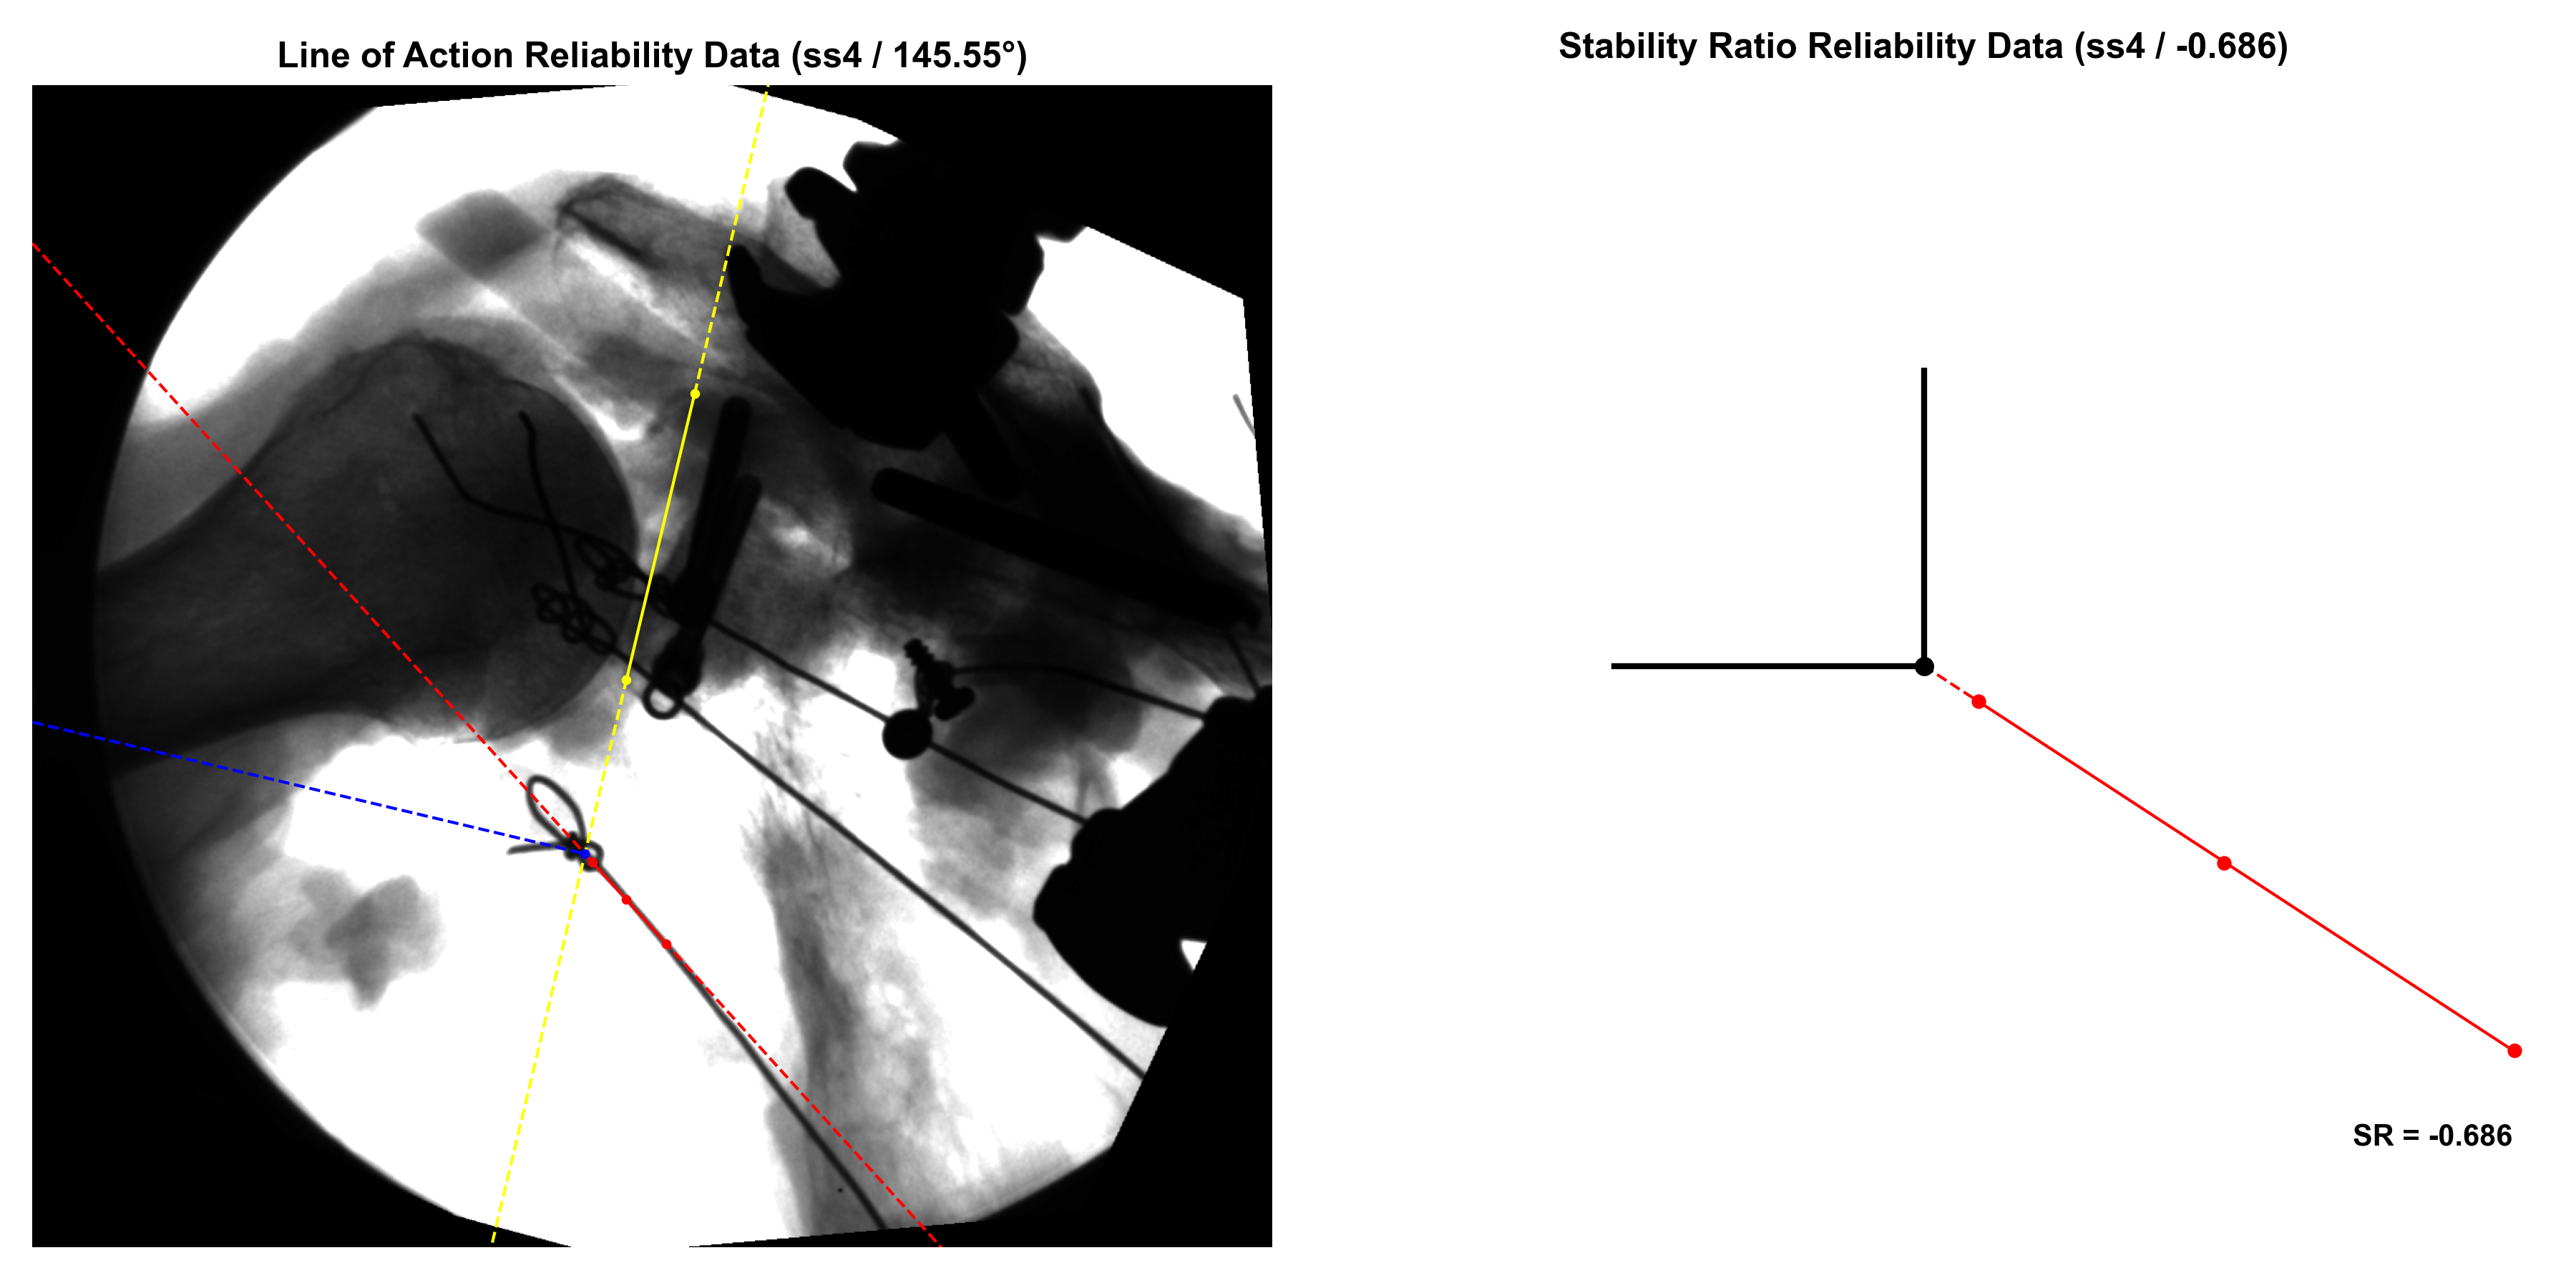 Line of Action Reliability Data (ss4 / 145.55°)
Stability Ratio Reliability Data (ss4 / -0.686)
SR = -0.686